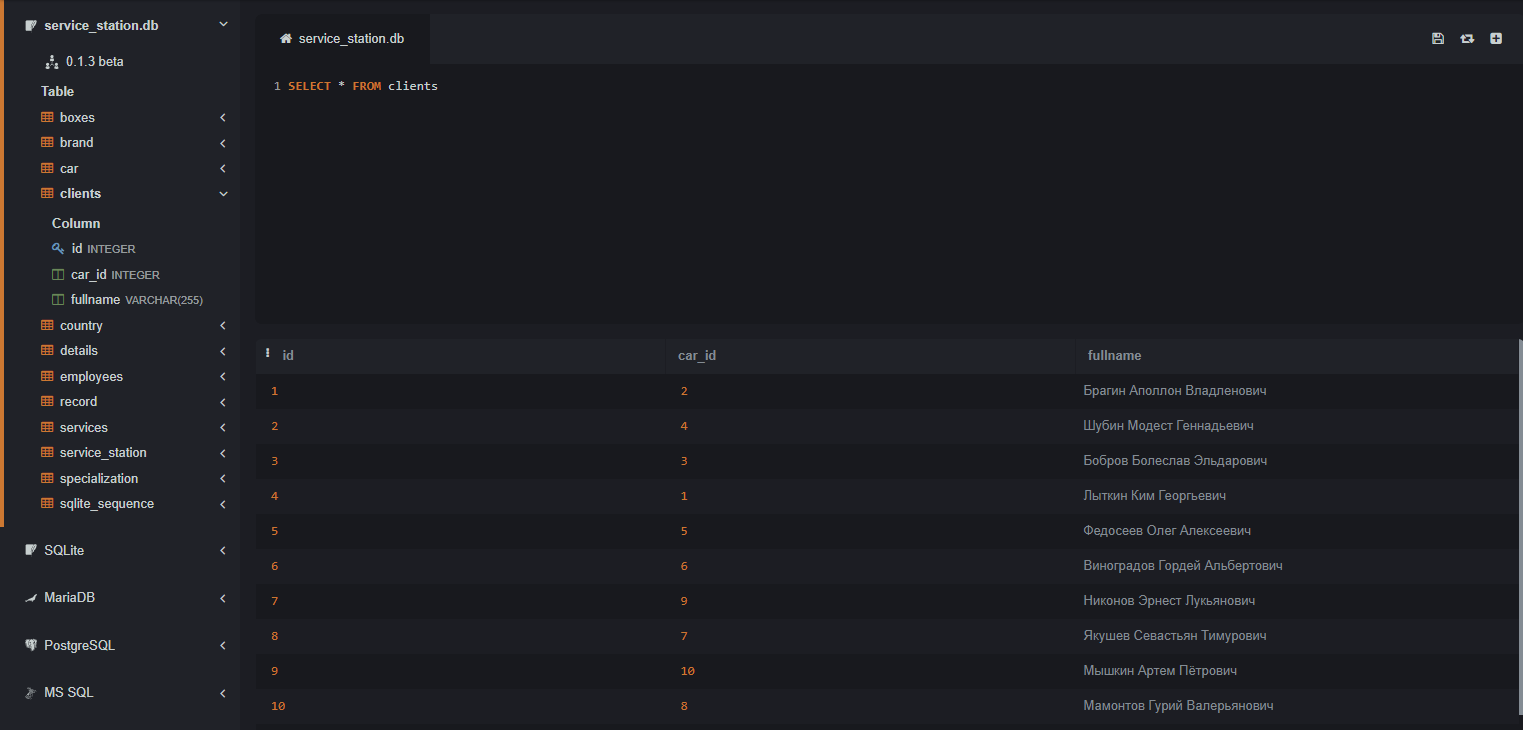 service_station.db
0.1.3 beta
Table
boxes
brand
car
clients
Column
id INTEGER
car_id INTEGER
fullname VARCHAR(255)
country
details
employees
record
services
service_station
specialization
sqlite_sequence
SQLite
MariaDB
PostgreSQL
MS SQL
service_station.db
1 SELECT * FROM clients
id car_id fullname
1 2 Брагин Аполлон Владленович
2 4 Шубин Модест Геннадьевич
3 3 Бобров Болеслав Эльдарович
4 1 Лыткин Ким Георгьевич
5 5 Федосеев Олег Алексеевич
6 6 Виноградов Гордей Альбертович
7 9 Никонов Эрнест Лукьянович
8 7 Якушев Севастьян Тимурович
9 10 Мышкин Артем Пётрович
10 8 Мамонтов Гурий Валерьянович